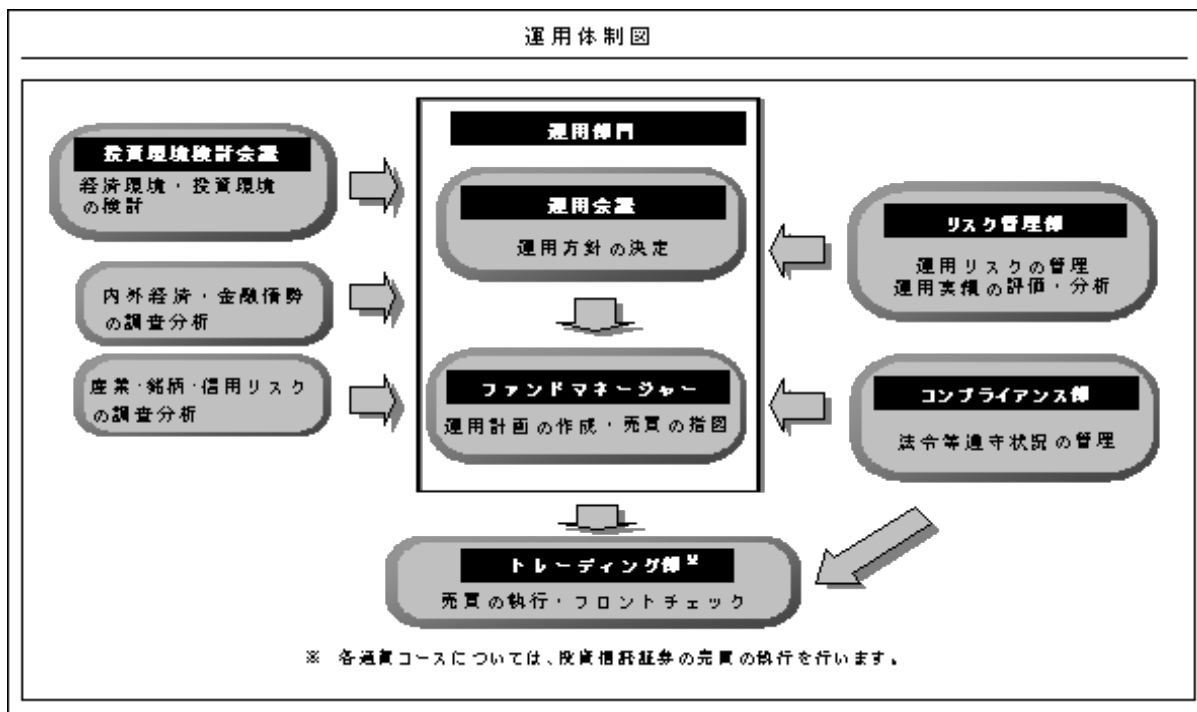 運用体制図
投資環境検討会議
経済環境・投資環境
の検討
内外経済・金融情勢
の調査分析
産業・銘柄・信用リスク
の調査分析
運用部門
運用会議
運用方針の決定
ファンドマネージャー
運用計画の作成・売買の指図
リスク管理部
運用リスクの管理
運用実績の評価・分析
コンプライアンス部
法令等遵守状況の管理
トレーディング部※
売買の執行・フロントチェック
※ 各通貨コースについては、投資信託証券の売買の執行を行います。